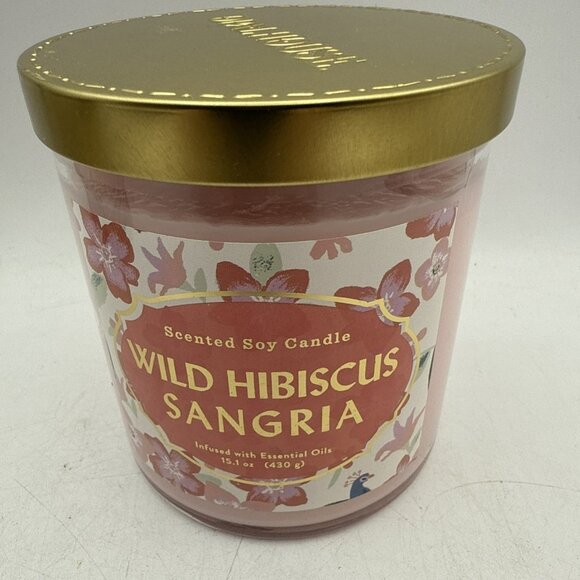 Scented Soy Candle
WILD HIBISCUS
SANGRIA
Infused with Essential Oils
15.1 oz (430 g)